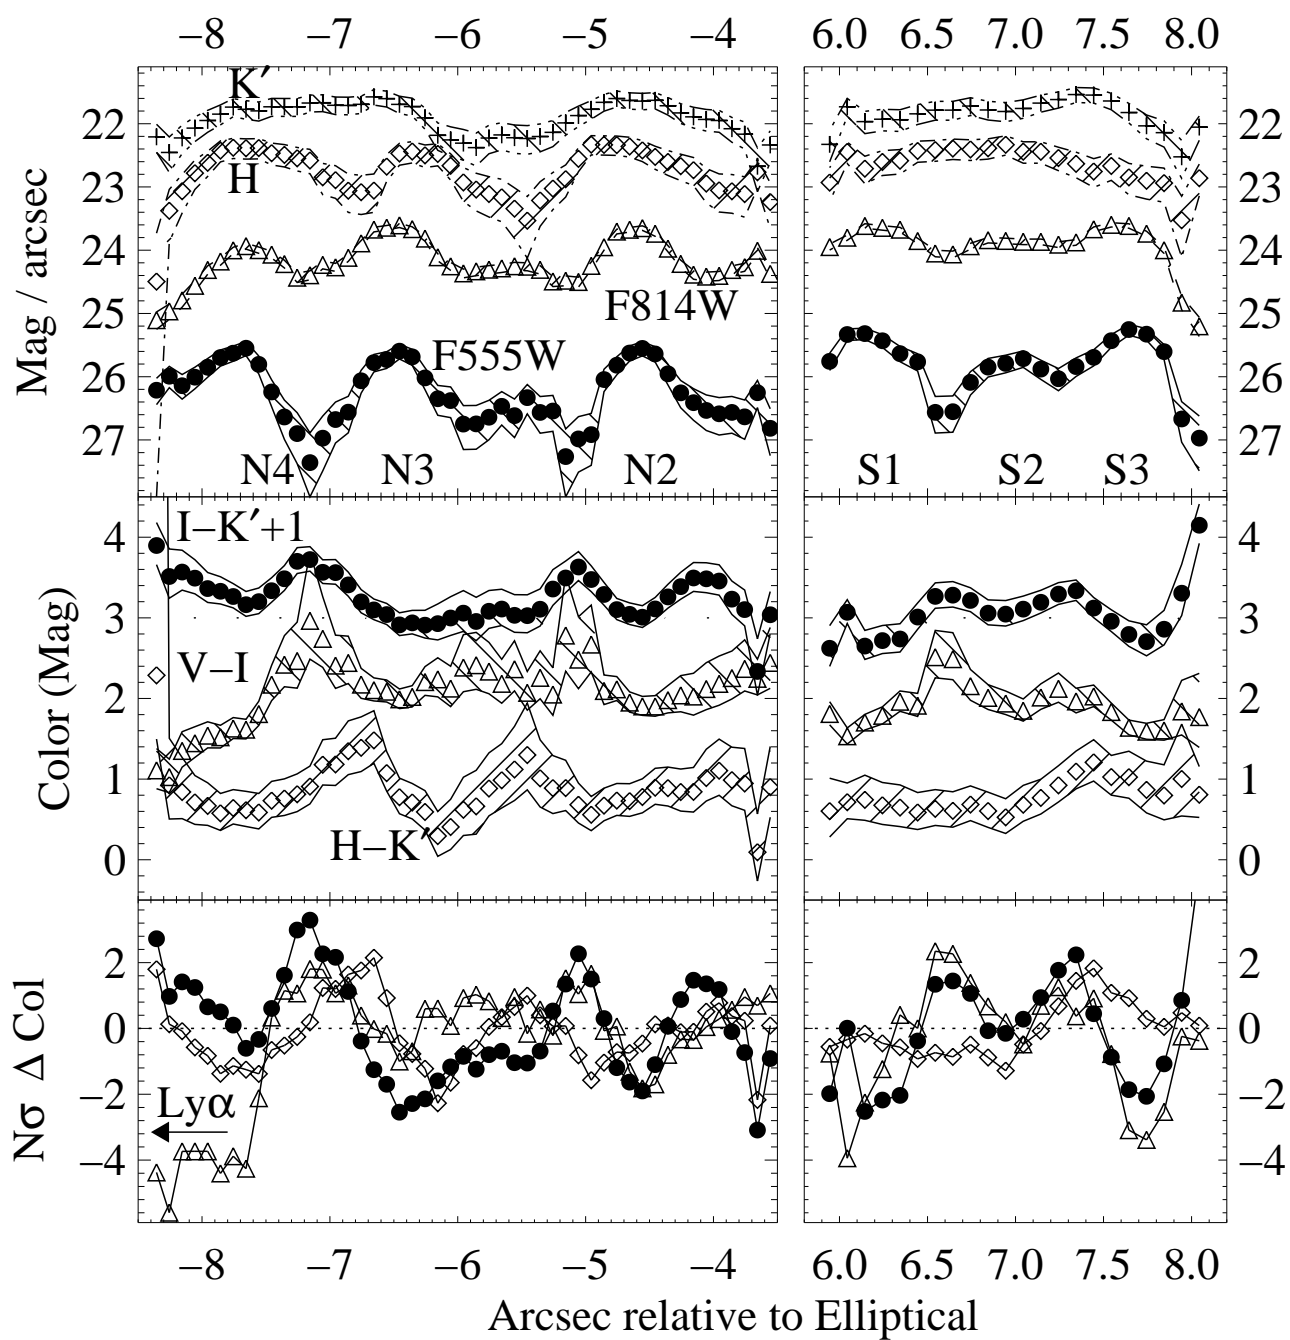 −8 −7 −6 −5 −4 6.0 6.5 7.0 7.5 8.0
K′
22 22
H
23 23
Mag / arcsec
24 24
F814W
25 25
F555W
26 26
27 27
N4 N3 N2 S1 S2 S3
I−K′+1
4 4
3 3
V−I
Color (Mag)
2 2
1 1
H−K′
0 0
2 2
Nσ Δ Col
0 0
−2 −2
Lyα
−4 −4
−8 −7 −6 −5 −4 6.0 6.5 7.0 7.5 8.0
Arcsec relative to Elliptical